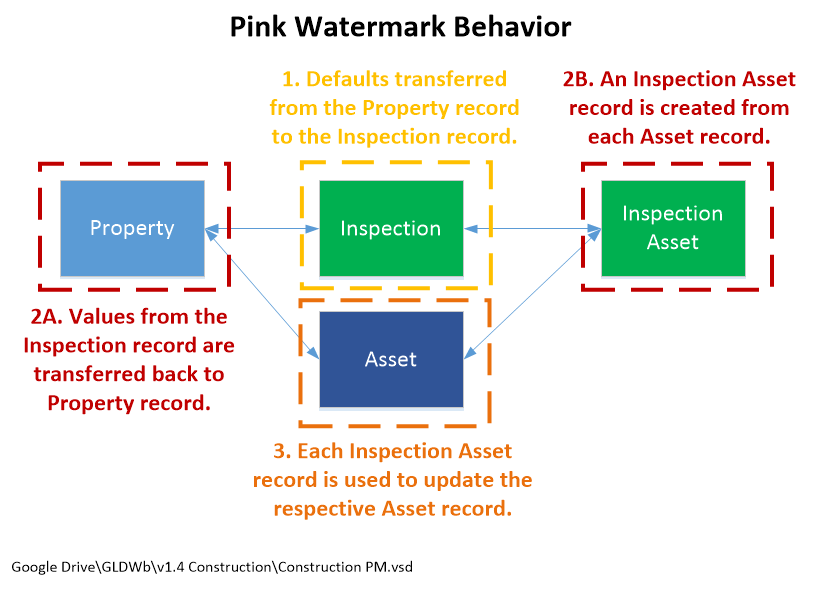 Pink Watermark Behavior
1. Defaults transferred
from the Property record
to the Inspection record.
2B. An Inspection Asset
record is created from
each Asset record.
Property
Inspection
Inspection
Asset
2A. Values from the
Inspection record are
transferred back to
Property record.
Asset
3. Each Inspection Asset
record is used to update the
respective Asset record.
Google Drive\GLDWb\v1.4 Construction\Construction PM.vsd